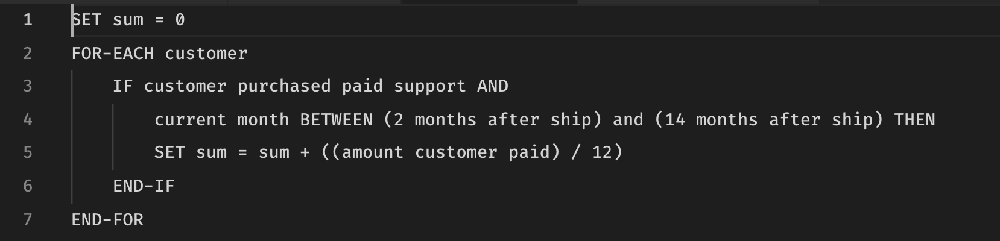 1 SET sum = 0
2 FOR-EACH customer
3 IF customer purchased paid support AND
4 current month BETWEEN (2 months after ship) and (14 months after ship) THEN
5 SET sum = sum + ((amount customer paid) / 12)
6 END-IF
7 END-FOR